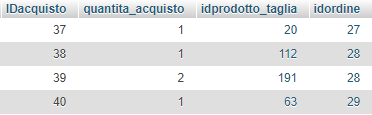 IDacquisto quantita_acquisto idprodotto_taglia idordine
37 1 20 27
38 1 112 28
39 2 191 28
40 1 63 29